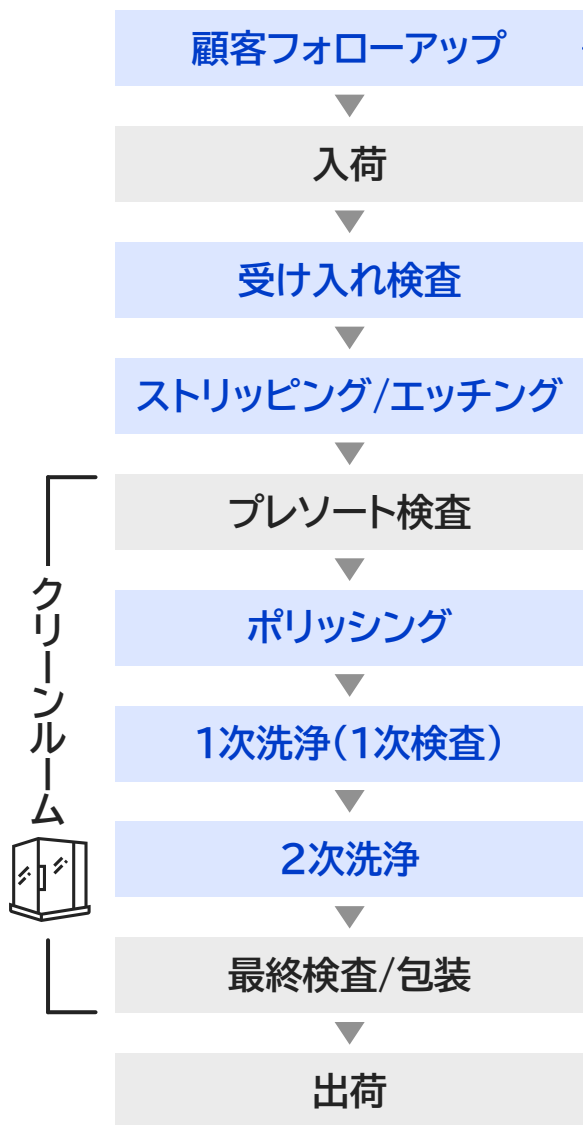 顧客フォローアップ
入荷
受け入れ検査
ストリッピング/エッチング
プレソート検査
ポリッシング
1次洗浄(1次検査)
2次洗浄
最終検査/包装
出荷
クリーンルーム